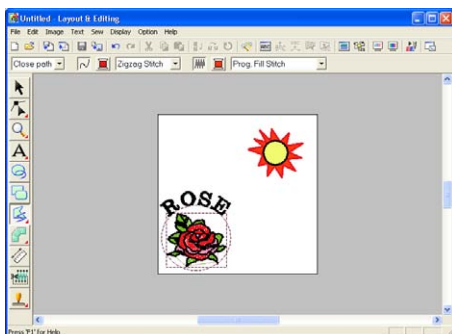 Untitled - Layout & Editing
File Edit Image Text Sew Display Option Help
Close path Zigzag Stitch Prog. Fill Stitch
A
ROSE
Press 'F1' for Help